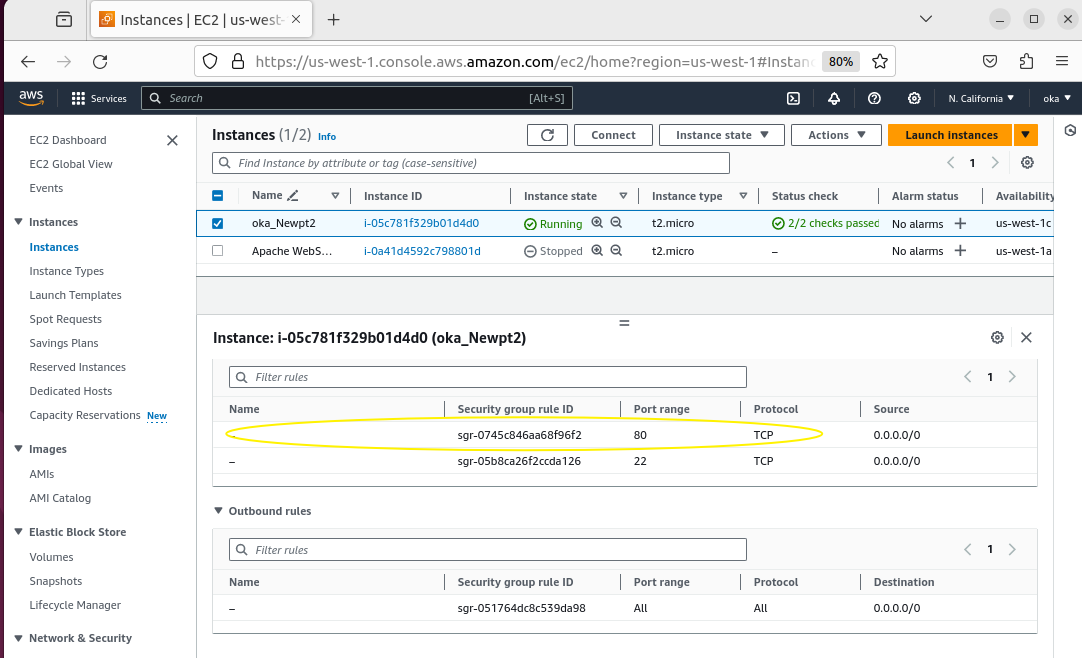 Instances | EC2 | us-west-
https://us-west-1.console.aws.amazon.com/ec2/home?region=us-west-1#Instanc
80%
aws
Services
Search
[Alt+S]
N. California
oka
EC2 Dashboard
EC2 Global View
Events
Instances
Instances
Instance Types
Launch Templates
Spot Requests
Savings Plans
Reserved Instances
Dedicated Hosts
Capacity Reservations New
Images
AMIs
AMI Catalog
Elastic Block Store
Volumes
Snapshots
Lifecycle Manager
Network & Security
Instances (1/2) Info
Connect
Instance state
Actions
Launch instances
Find Instance by attribute or tag (case-sensitive)
1
Name Instance ID Instance state Instance type Status check Alarm status Availability
oka_Newpt2 i-05c781f329b01d4d0 Running t2.micro 2/2 checks passed No alarms + us-west-1c
Apache WebS... i-0a41d4592c798801d Stopped t2.micro – No alarms + us-west-1a
Instance: i-05c781f329b01d4d0 (oka_Newpt2)
Filter rules
1
Name Security group rule ID Port range Protocol Source
– sgr-0745c846aa68f96f2 80 TCP 0.0.0.0/0
– sgr-05b8ca26f2ccda126 22 TCP 0.0.0.0/0
Outbound rules
Filter rules
1
Name Security group rule ID Port range Protocol Destination
– sgr-051764dc8c539da98 All All 0.0.0.0/0